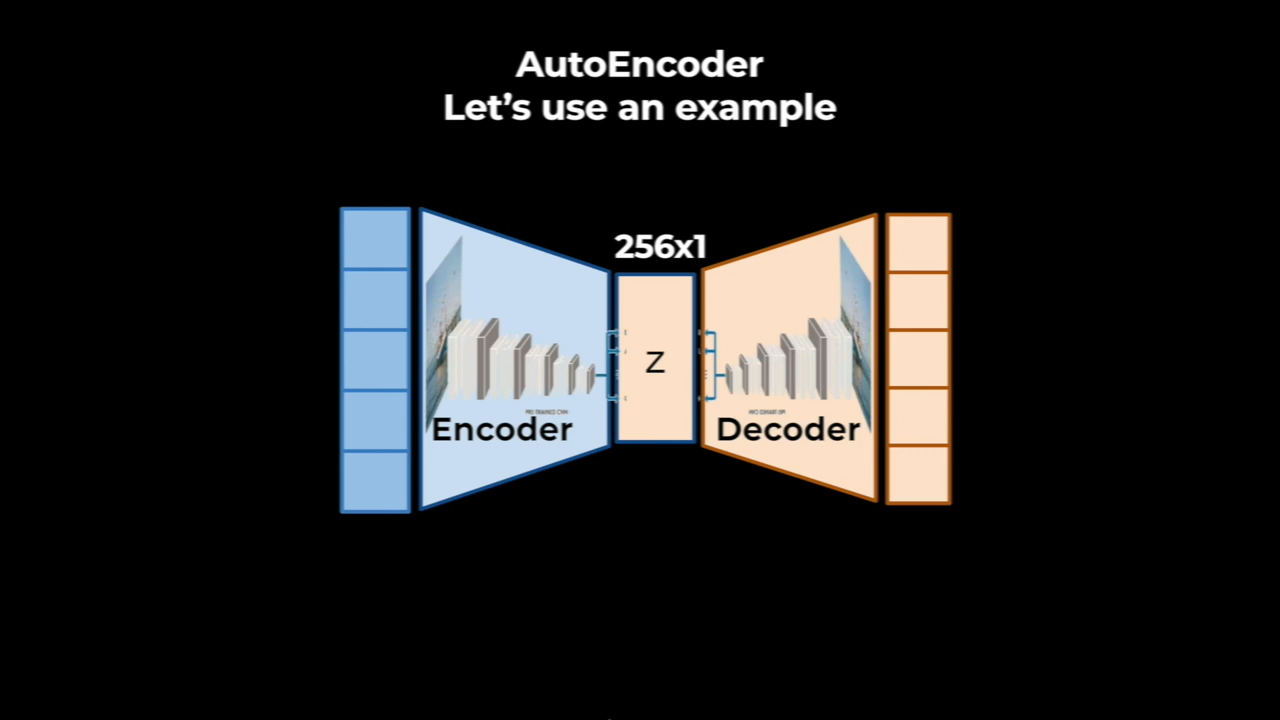 AutoEncoder
Let’s use an example
256x1
Z
Encoder
Decoder